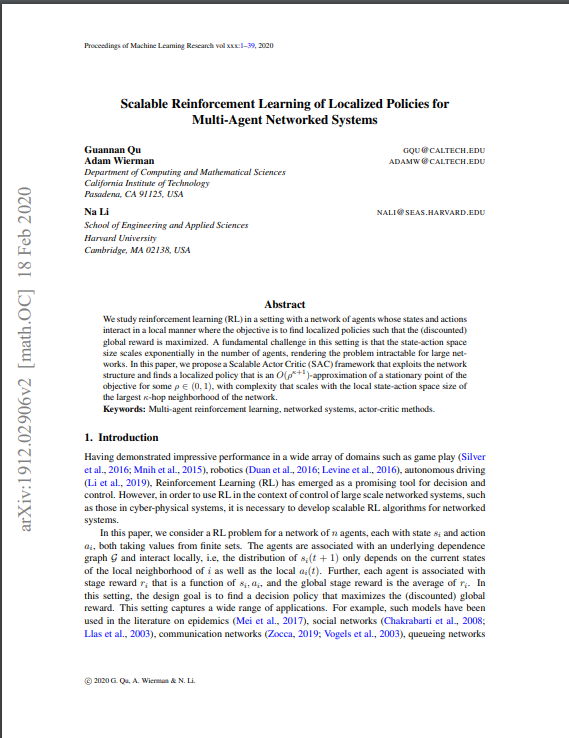 Proceedings of Machine Learning Research vol xxx:1–39, 2020
Scalable Reinforcement Learning of Localized Policies for
Multi-Agent Networked Systems
Guannan Qu GQU@CALTECH.EDU
Adam Wierman ADAMW@CALTECH.EDU
Department of Computing and Mathematical Sciences
California Institute of Technology
Pasadena, CA 91125, USA
Na Li NALI@SEAS.HARVARD.EDU
School of Engineering and Applied Sciences
Harvard University
Cambridge, MA 02138, USA
arXiv:1912.02906v2 [math.OC] 18 Feb 2020
Abstract
We study reinforcement learning (RL) in a setting with a network of agents whose states and actions
interact in a local manner where the objective is to find localized policies such that the (discounted)
global reward is maximized. A fundamental challenge in this setting is that the state-action space
size scales exponentially in the number of agents, rendering the problem intractable for large net-
works. In this paper, we propose a Scalable Actor Critic (SAC) framework that exploits the network
structure and finds a localized policy that is an O(ρ^{κ+1})-approximation of a stationary point of the
objective for some ρ ∈ (0, 1), with complexity that scales with the local state-action space size of
the largest κ-hop neighborhood of the network.
Keywords: Multi-agent reinforcement learning, networked systems, actor-critic methods.
1. Introduction
Having demonstrated impressive performance in a wide array of domains such as game play (Silver
et al., 2016; Mnih et al., 2015), robotics (Duan et al., 2016; Levine et al., 2016), autonomous driving
(Li et al., 2019), Reinforcement Learning (RL) has emerged as a promising tool for decision and
control. However, in order to use RL in the context of control of large scale networked systems, such
as those in cyber-physical systems, it is necessary to develop scalable RL algorithms for networked
systems.
In this paper, we consider a RL problem for a network of n agents, each with state s_i and action
a_i, both taking values from finite sets. The agents are associated with an underlying dependence
graph 𝒢 and interact locally, i.e, the distribution of s_i(t + 1) only depends on the current states
of the local neighborhood of i as well as the local a_i(t). Further, each agent is associated with
stage reward r_i that is a function of s_i, a_i, and the global stage reward is the average of r_i. In
this setting, the design goal is to find a decision policy that maximizes the (discounted) global
reward. This setting captures a wide range of applications. For example, such models have been
used in the literature on epidemics (Mei et al., 2017), social networks (Chakrabarti et al., 2008;
Llas et al., 2003), communication networks (Zocca, 2019; Vogels et al., 2003), queueing networks
© 2020 G. Qu, A. Wierman & N. Li.